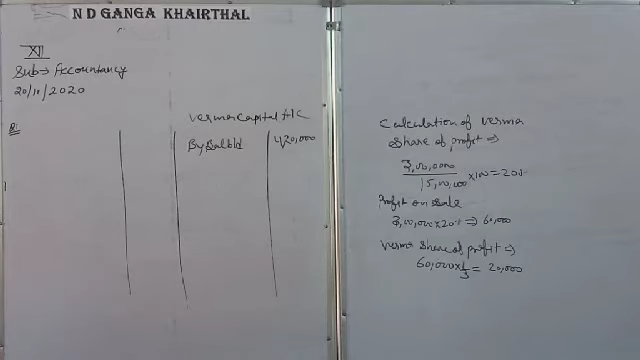 N D GANGA KHAIRTHAL
XII
Sub→ Accountancy
20/10/2020
Verma Capital A/c
By Bal b/d 4,20,000
Calculation of Verma
Share of profit ⇒
3,00,0000
15,00,000 ×100 = 20%
Profit on Sale
3,00,000×20% ⇒ 60,000
Verma Share of profit ⇒
60,000×1/3 = 20,000